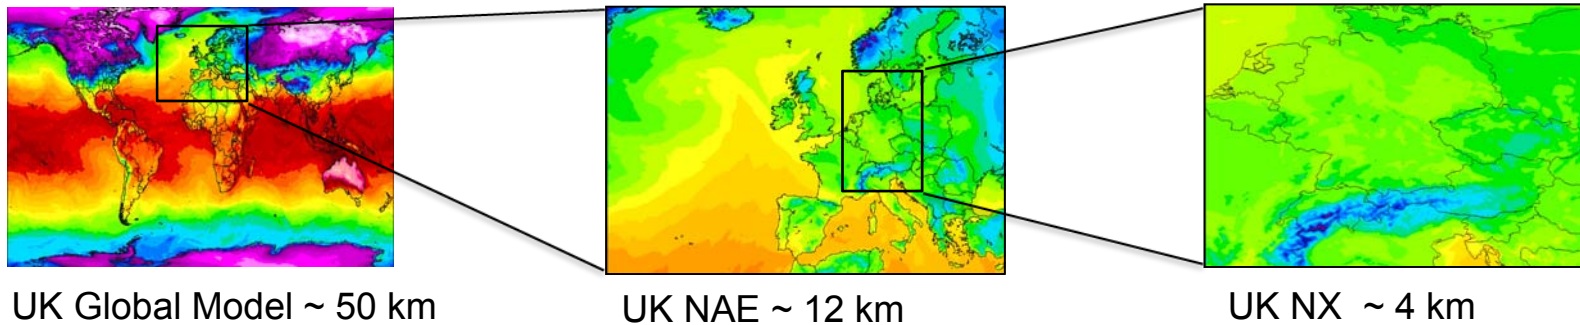 UK Global Model ~ 50 km
UK NAE ~ 12 km
UK NX ~ 4 km